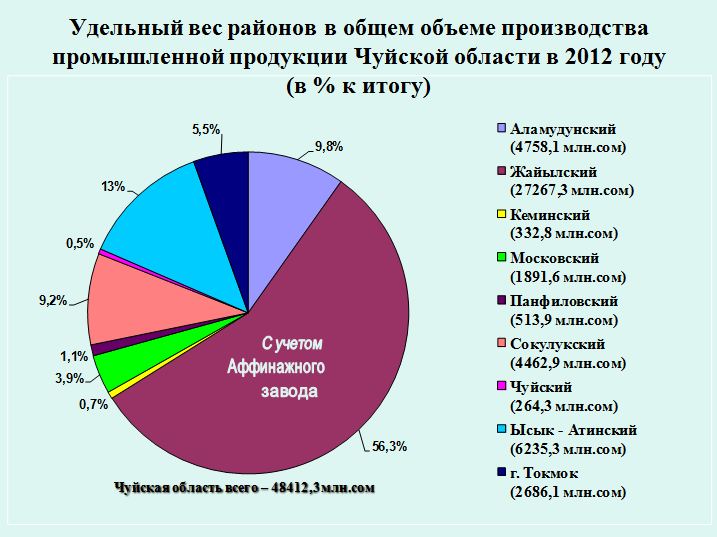 Удельный вес районов в общем объеме производства
промышленной продукции Чуйской области в 2012 году
(в % к итогу)
5,5%
9,8%
13%
0,5%
9,2%
1,1%
3,9%
0,7%
56,3%
С учетом
Аффинажного
завода
Чуйская область всего – 48412,3млн.сом
Аламудунский
(4758,1 млн.сом)
Жайылский
(27267,3 млн.сом)
Кеминский
(332,8 млн.сом)
Московский
(1891,6 млн.сом)
Панфиловский
(513,9 млн.сом)
Сокулукский
(4462,9 млн.сом)
Чуйский
(264,3 млн.сом)
Ысык - Атинский
(6235,3 млн.сом)
г. Токмок
(2686,1 млн.сом)